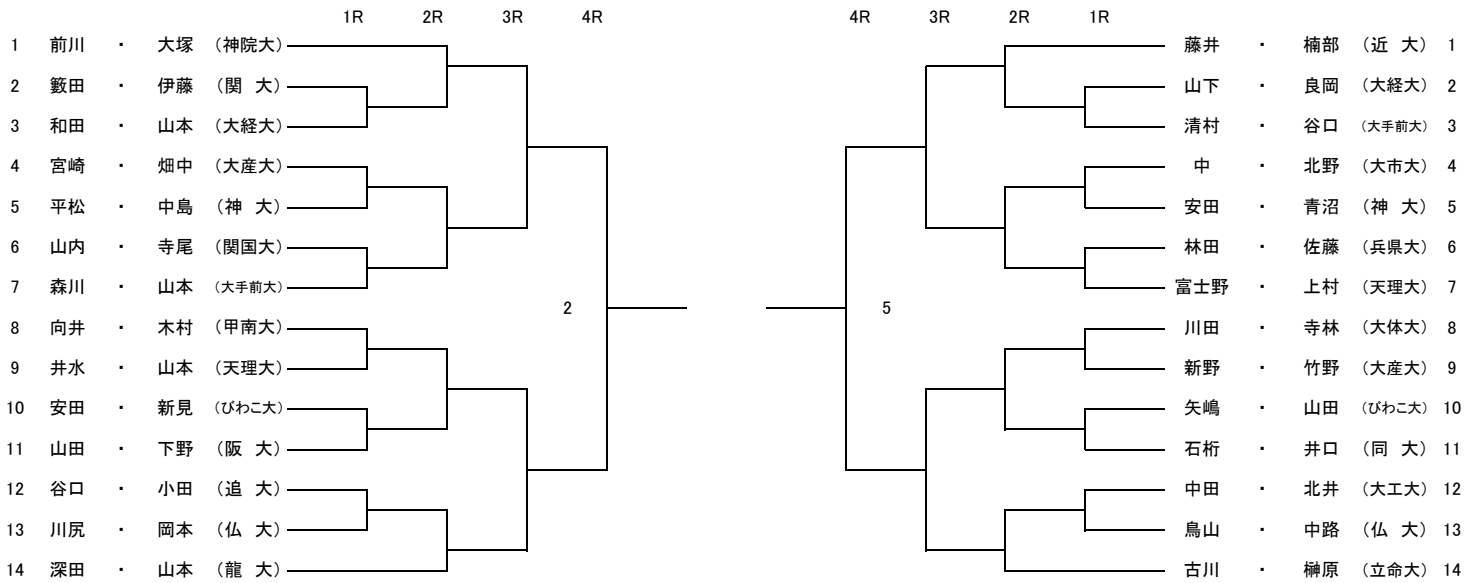 1R 2R 3R 4R 4R 3R 2R 1R
1 前川 ・ 大塚 (神院大) 藤井 ・ 楠部 (近 大) 1
2 籔田 ・ 伊藤 (関 大) 山下 ・ 良岡 (大経大) 2
3 和田 ・ 山本 (大経大) 清村 ・ 谷口 (大手前大) 3
4 宮崎 ・ 畑中 (大産大) 中 ・ 北野 (大市大) 4
5 平松 ・ 中島 (神 大) 安田 ・ 青沼 (神 大) 5
6 山内 ・ 寺尾 (関国大) 林田 ・ 佐藤 (兵県大) 6
7 森川 ・ 山本 (大手前大) 富士野 ・ 上村 (天理大) 7
2 5
8 向井 ・ 木村 (甲南大) 川田 ・ 寺林 (大体大) 8
9 井水 ・ 山本 (天理大) 新野 ・ 竹野 (大産大) 9
10 安田 ・ 新見 (びわこ大) 矢嶋 ・ 山田 (びわこ大) 10
11 山田 ・ 下野 (阪 大) 石桁 ・ 井口 (同 大) 11
12 谷口 ・ 小田 (追 大) 中田 ・ 北井 (大工大) 12
13 川尻 ・ 岡本 (仏 大) 鳥山 ・ 中路 (仏 大) 13
14 深田 ・ 山本 (龍 大) 古川 ・ 榊原 (立命大) 14